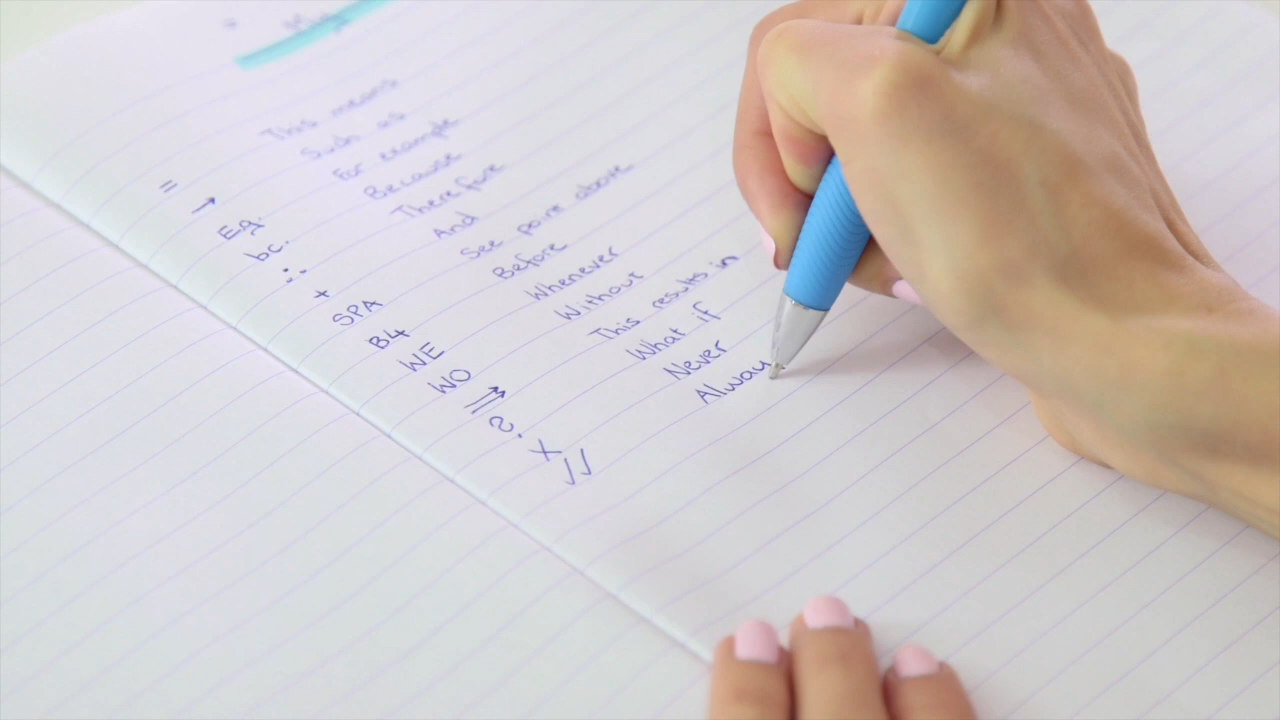 = This means
→ Such as
Eg. For example
bc. Because
∴ Therefore
+ And
SPA See point above
B4 Before
WE Whenever
WO Without
⇒ This results in
? What if
X Never
✓✓ Alway